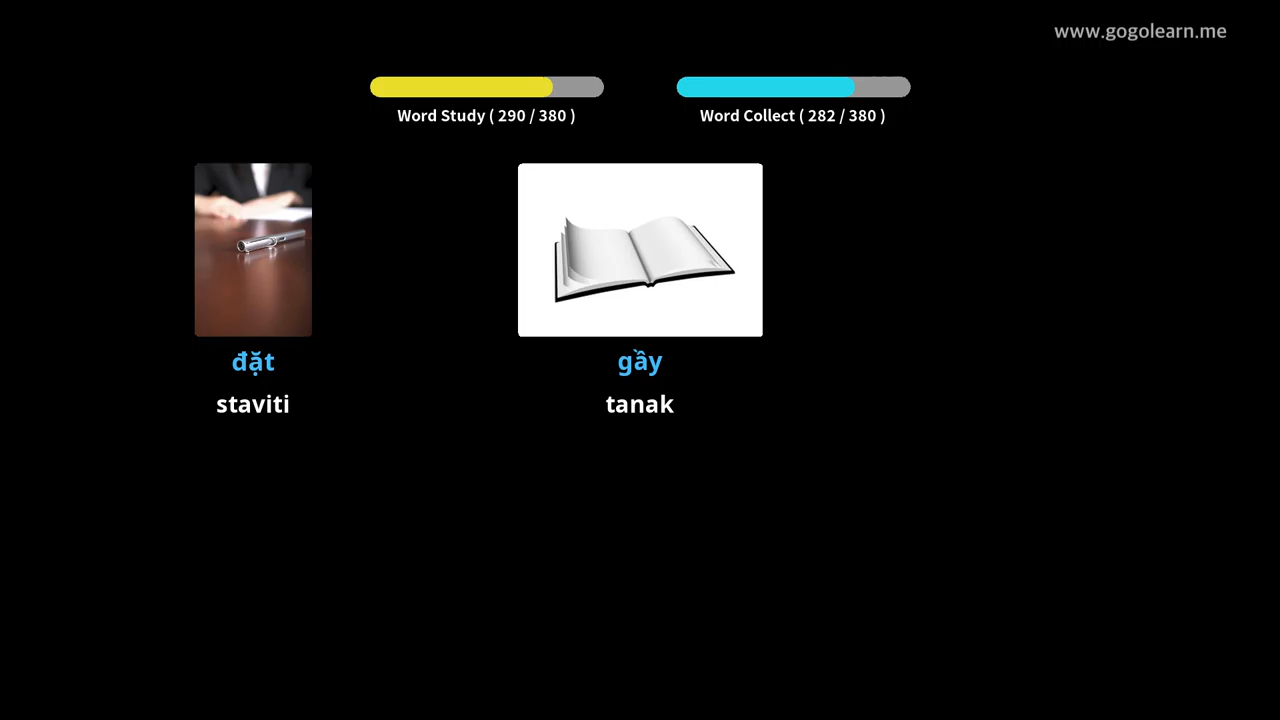 www.gogolearn.me
Word Study ( 290 / 380 )
Word Collect ( 282 / 380 )
đặt
gầy
staviti
tanak